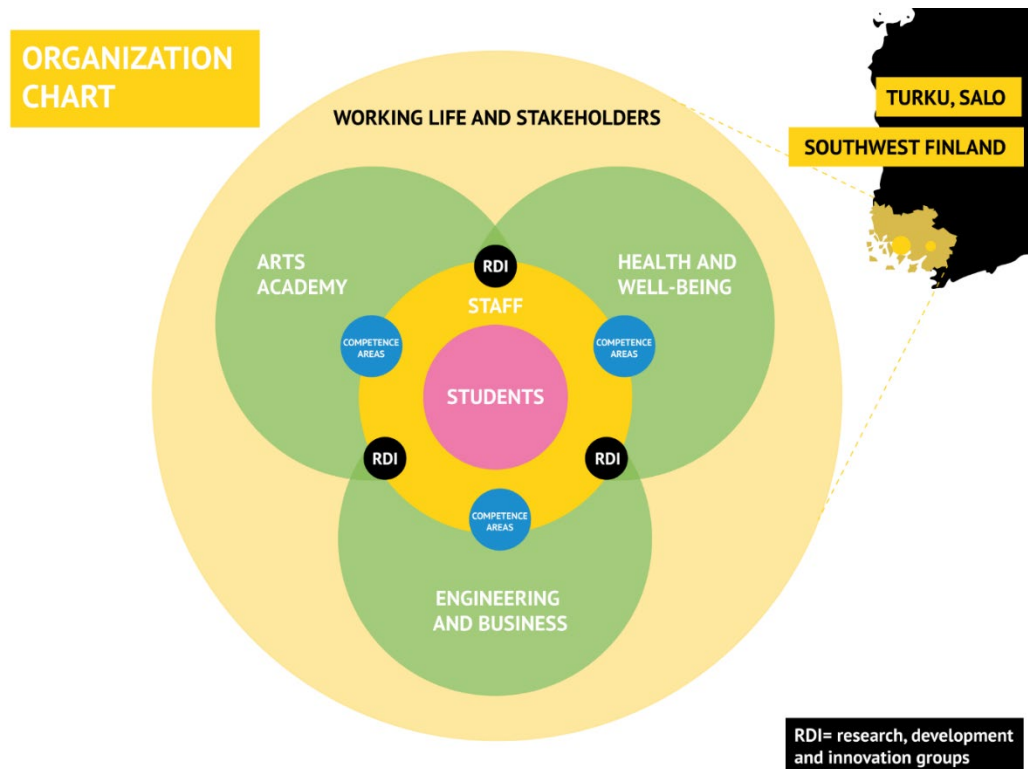 ORGANIZATION
CHART
WORKING LIFE AND STAKEHOLDERS
TURKU, SALO
SOUTHWEST FINLAND
ARTS
ACADEMY
RDI
HEALTH AND
WELL-BEING
STAFF
COMPETENCE
AREAS
COMPETENCE
AREAS
STUDENTS
RDI
RDI
COMPETENCE
AREAS
ENGINEERING
AND BUSINESS
RDI= research, development
and innovation groups